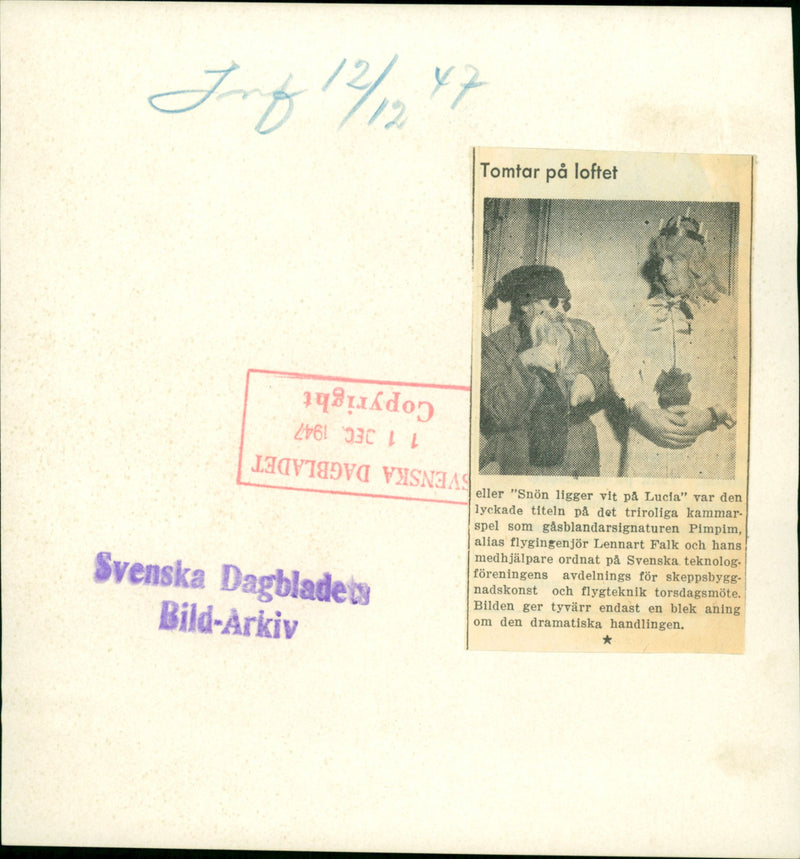 Inf 12/12 47
Tomtar på loftet
eller "Snön ligger vit på Lucia" var den
lyckade titeln på det triroliga kammar-
spel som gåsblandarsignaturen Pimpim,
alias flygingenjör Lennart Falk och hans
medhjälpare ordnat på Svenska teknolog-
föreningens avdelnings för skeppsbygg-
nadskonst och flygteknik torsdagsmöte.
Bilden ger tyvärr endast en blek aning
om den dramatiska handlingen.
SVENSKA DAGBLADET
11 DEC. 1947
Copyright
Svenska Dagbladets
Bild-Arkiv